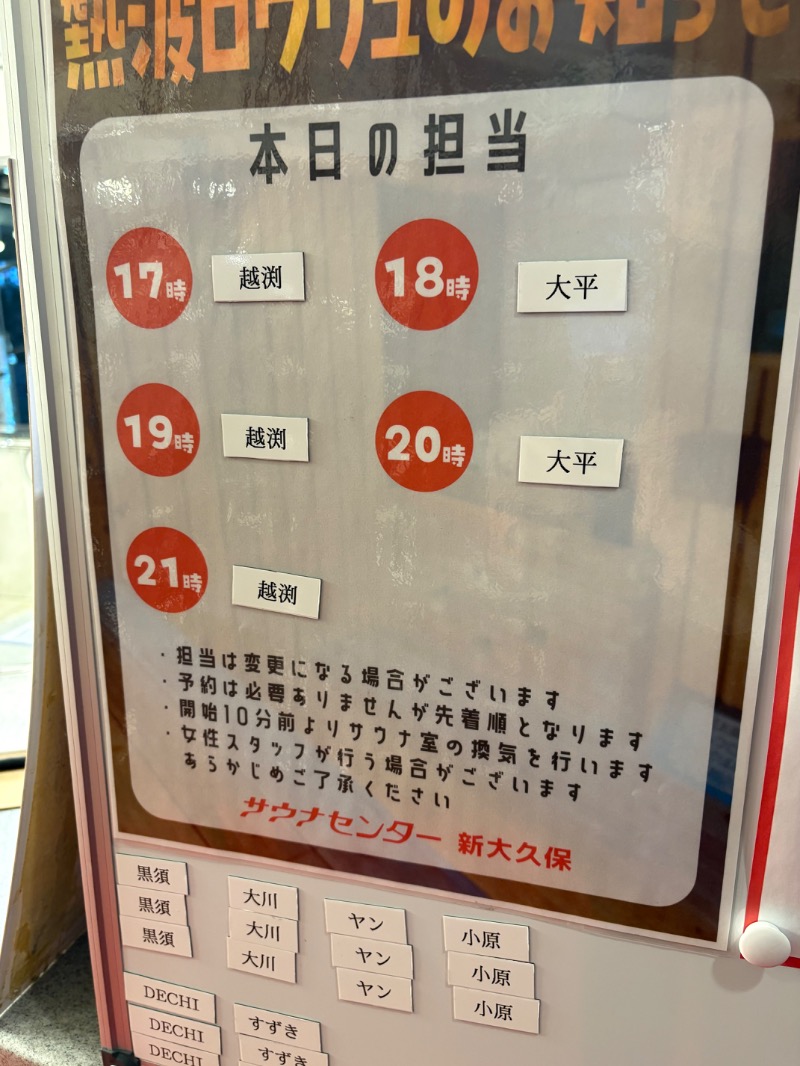 熱波ロウリュのお知らせ
本日の担当
17時 越渕 18時 大平
19時 越渕 20時 大平
21時 越渕
・担当は変更になる場合がございます
・予約は必要ありませんが先着順となります
・開始10分前よりサウナ室の換気を行います
・女性スタッフが行う場合がございます
あらかじめご了承ください
サウナセンター 新大久保
黒須 大川 ヤン 小原
黒須 大川 ヤン 小原
黒須 大川 ヤン 小原
DECHI すずき
DECHI すずき
DECHI